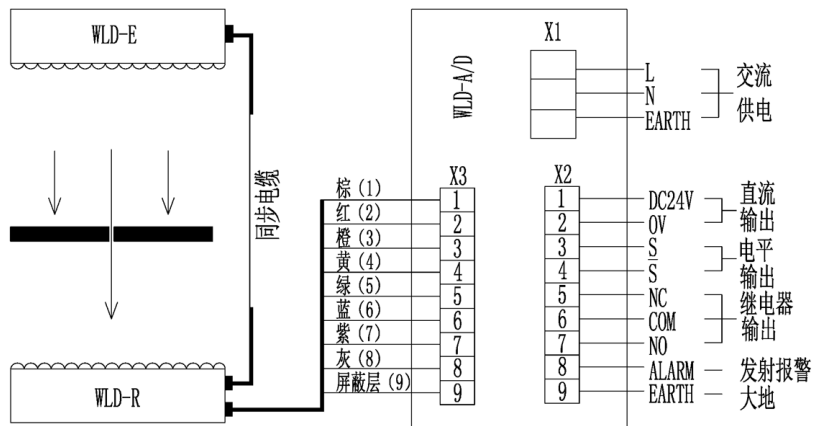 WLD-E
WLD-R
同步电缆
WLD-A/D
X1
L
N
EARTH
交流
供电
X3
棕(1) 1
红(2) 2
橙(3) 3
黄(4) 4
绿(5) 5
蓝(6) 6
紫(7) 7
灰(8) 8
屏蔽层(9) 9
X2
1 DC24V
2 0V
直流
输出
3 S
4 S̅
电平
输出
5 NC
6 COM
7 NO
继电器
输出
8 ALARM 发射报警
9 EARTH 大地